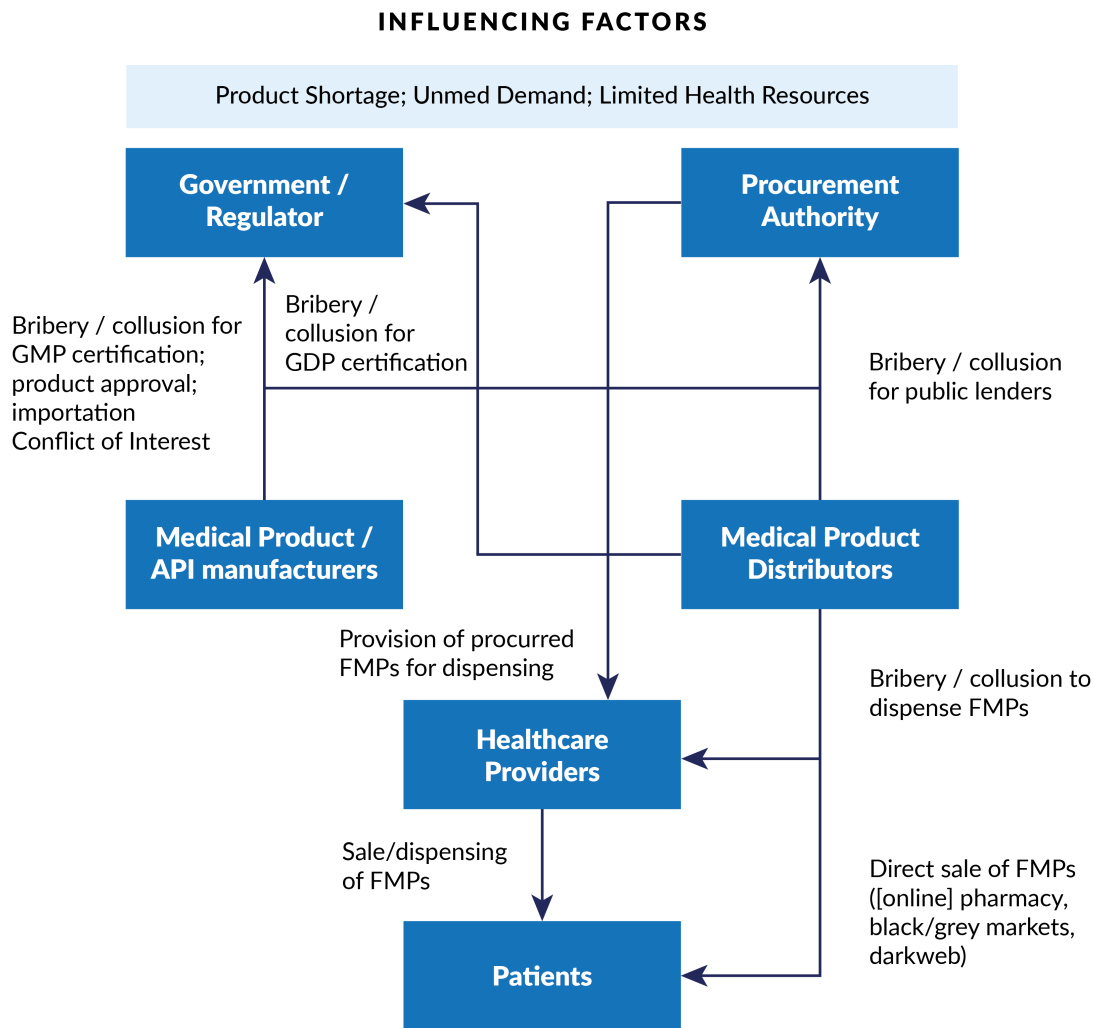 INFLUENCING FACTORS
Product Shortage; Unmed Demand; Limited Health Resources
Government /
Regulator
Procurement
Authority
Bribery / collusion for
GMP certification;
product approval;
importation
Conflict of Interest
Bribery /
collusion for
GDP certification
Bribery / collusion
for public lenders
Medical Product /
API manufacturers
Medical Product
Distributors
Provision of procurred
FMPs for dispensing
Bribery / collusion to
dispense FMPs
Healthcare
Providers
Sale/dispensing
of FMPs
Direct sale of FMPs
([online] pharmacy,
black/grey markets,
darkweb)
Patients